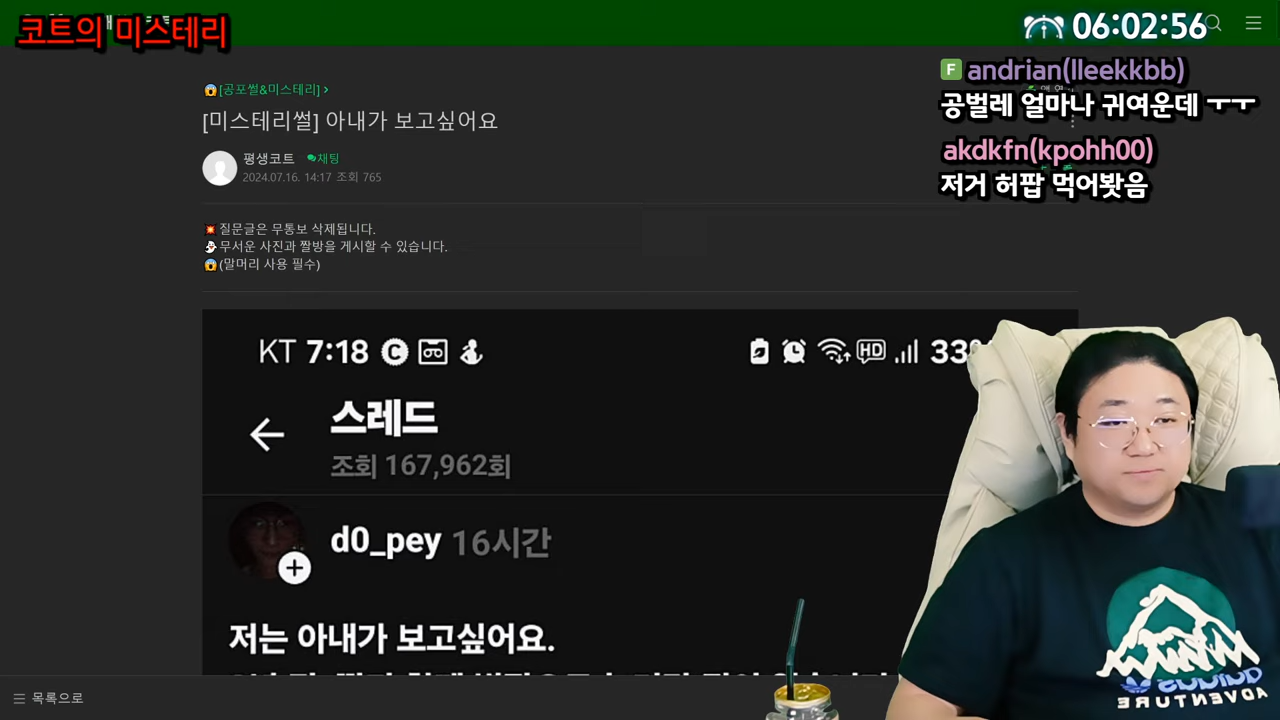 코트의 미스테리
06:02:56
andrian(lleekkbb)
공벌레 얼마나 귀여운데 ㅜㅜ
akdkfn(kpohh00)
저거 허팝 먹어봣음
😱[공포썰&미스테리] >
[미스테리썰] 아내가 보고싶어요
평생코트 채팅
2024.07.16. 14:17 조회 765
💥질문글은 무통보 삭제됩니다.
👻무서운 사진과 짤방을 게시할 수 있습니다.
😱(말머리 사용 필수)
KT 7:18 HD 33
스레드
조회 167,962회
d0_pey 16시간
저는 아내가 보고싶어요.
목록으로
ADVENTURE